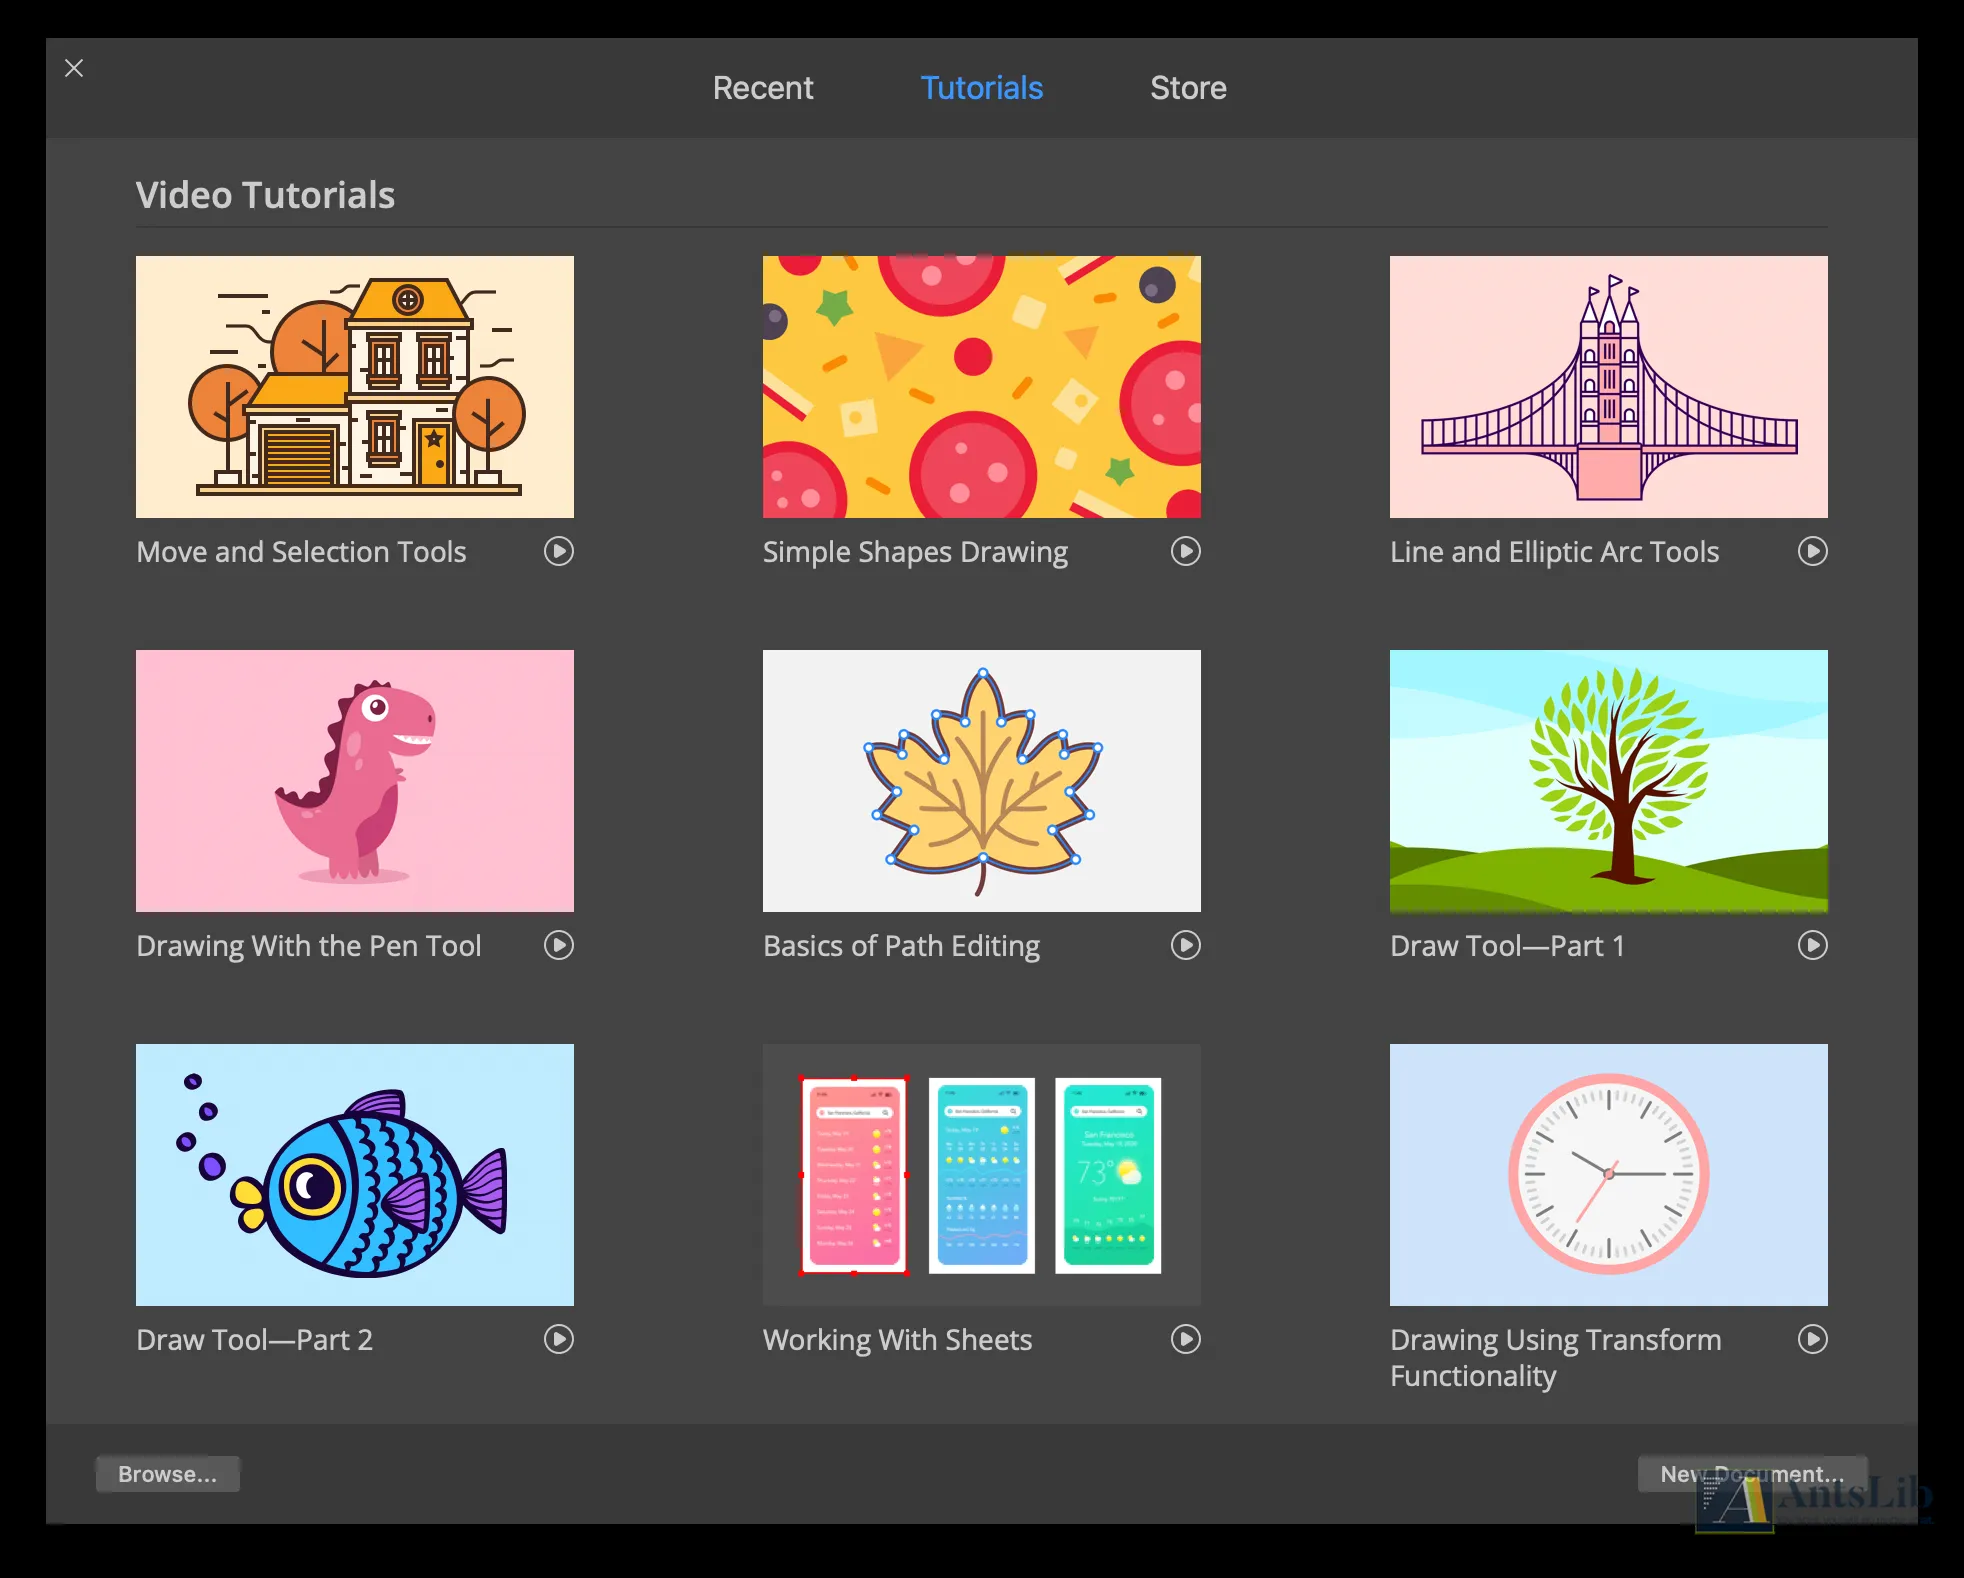 Recent
Tutorials
Store
Video Tutorials
Move and Selection Tools
Simple Shapes Drawing
Line and Elliptic Arc Tools
Drawing With the Pen Tool
Basics of Path Editing
Draw Tool—Part 1
San Francisco
73°
Draw Tool—Part 2
Working With Sheets
Drawing Using Transform
Functionality
Browse...
New Document...
AntsLib